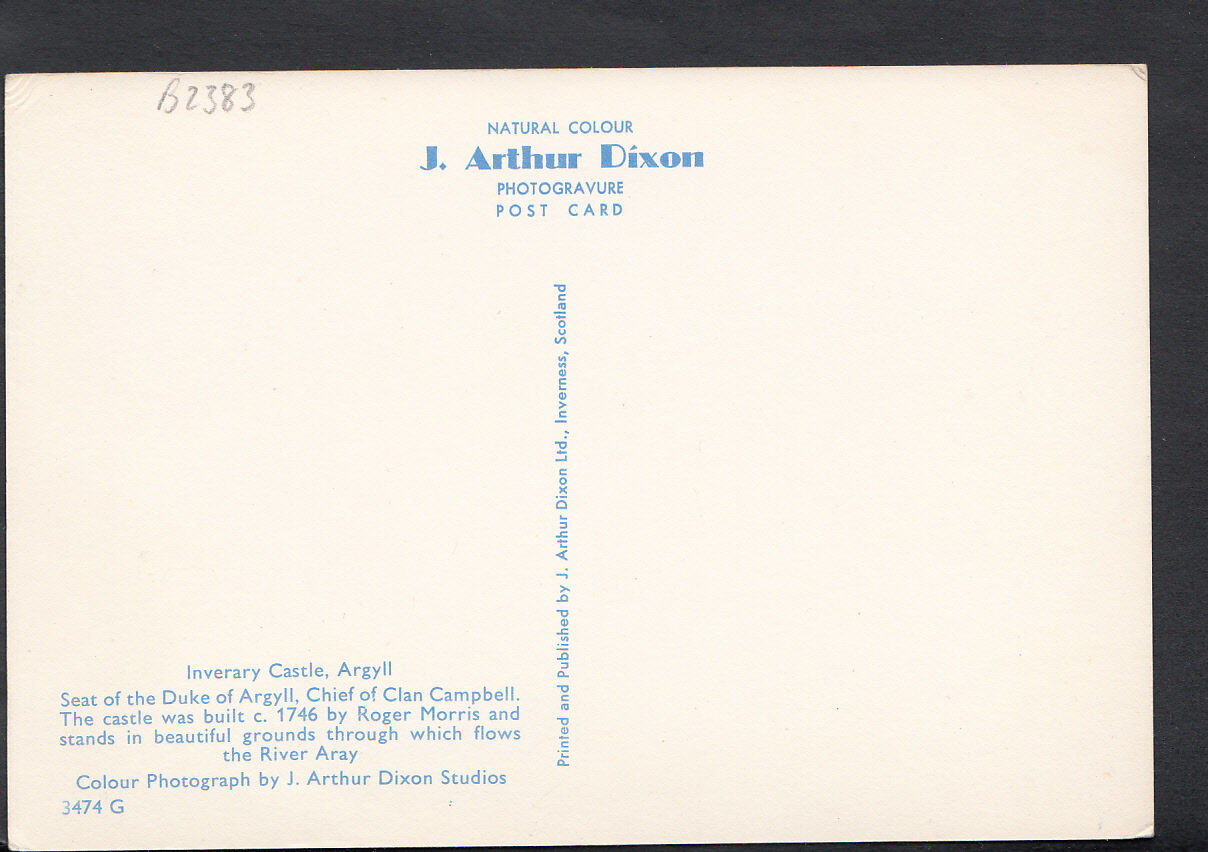 B2383
NATURAL COLOUR
J. Arthur Dixon
PHOTOGRAVURE
POST CARD
Printed and Published by J. Arthur Dixon Ltd., Inverness, Scotland
Inverary Castle, Argyll
Seat of the Duke of Argyll, Chief of Clan Campbell.
The castle was built c. 1746 by Roger Morris and
stands in beautiful grounds through which flows
the River Aray
Colour Photograph by J. Arthur Dixon Studios
3474 G